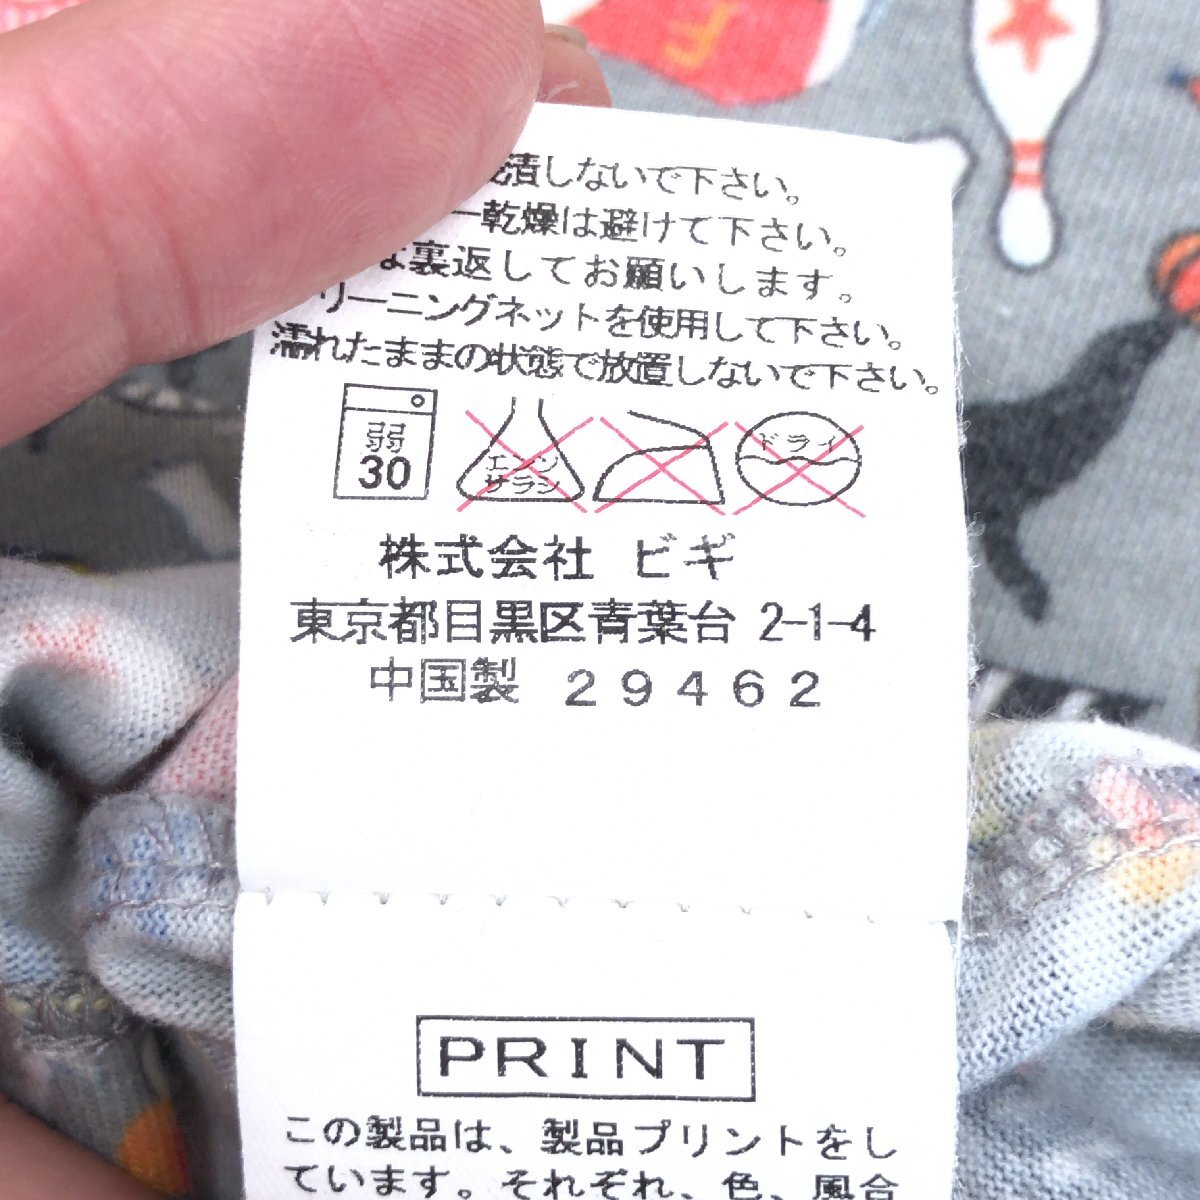 漬しないで下さい。
ー乾燥は避けて下さい。
裏返してお願いします。
リーニングネットを使用して下さい。
濡れたままの状態で放置しないで下さい。
弱
30
エンソ
サラシ
ドライ
株式会社 ビギ
東京都目黒区青葉台 2-1-4
中国製 29462
PRINT
この製品は、製品プリントをし
ています。それぞれ、色、風合
F